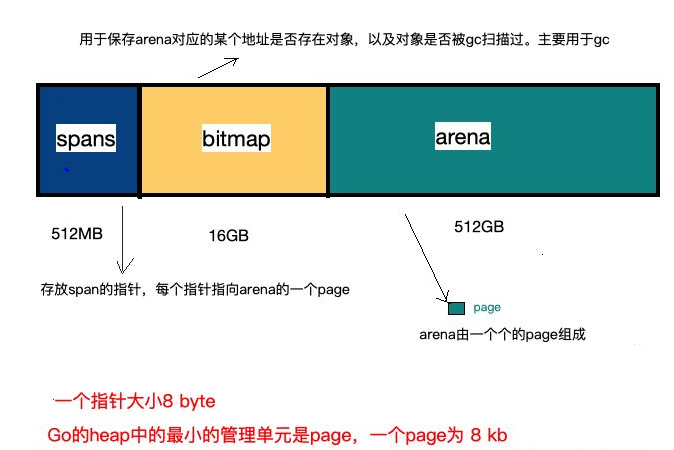 用于保存arena对应的某个地址是否存在对象，以及对象是否被gc扫描过。主要用于gc
spans
bitmap
arena
512MB
16GB
512GB
存放span的指针，每个指针指向arena的一个page
page
arena由一个个的page组成
一个指针大小8 byte
Go的heap中的最小的管理单元是page，一个page为 8 kb